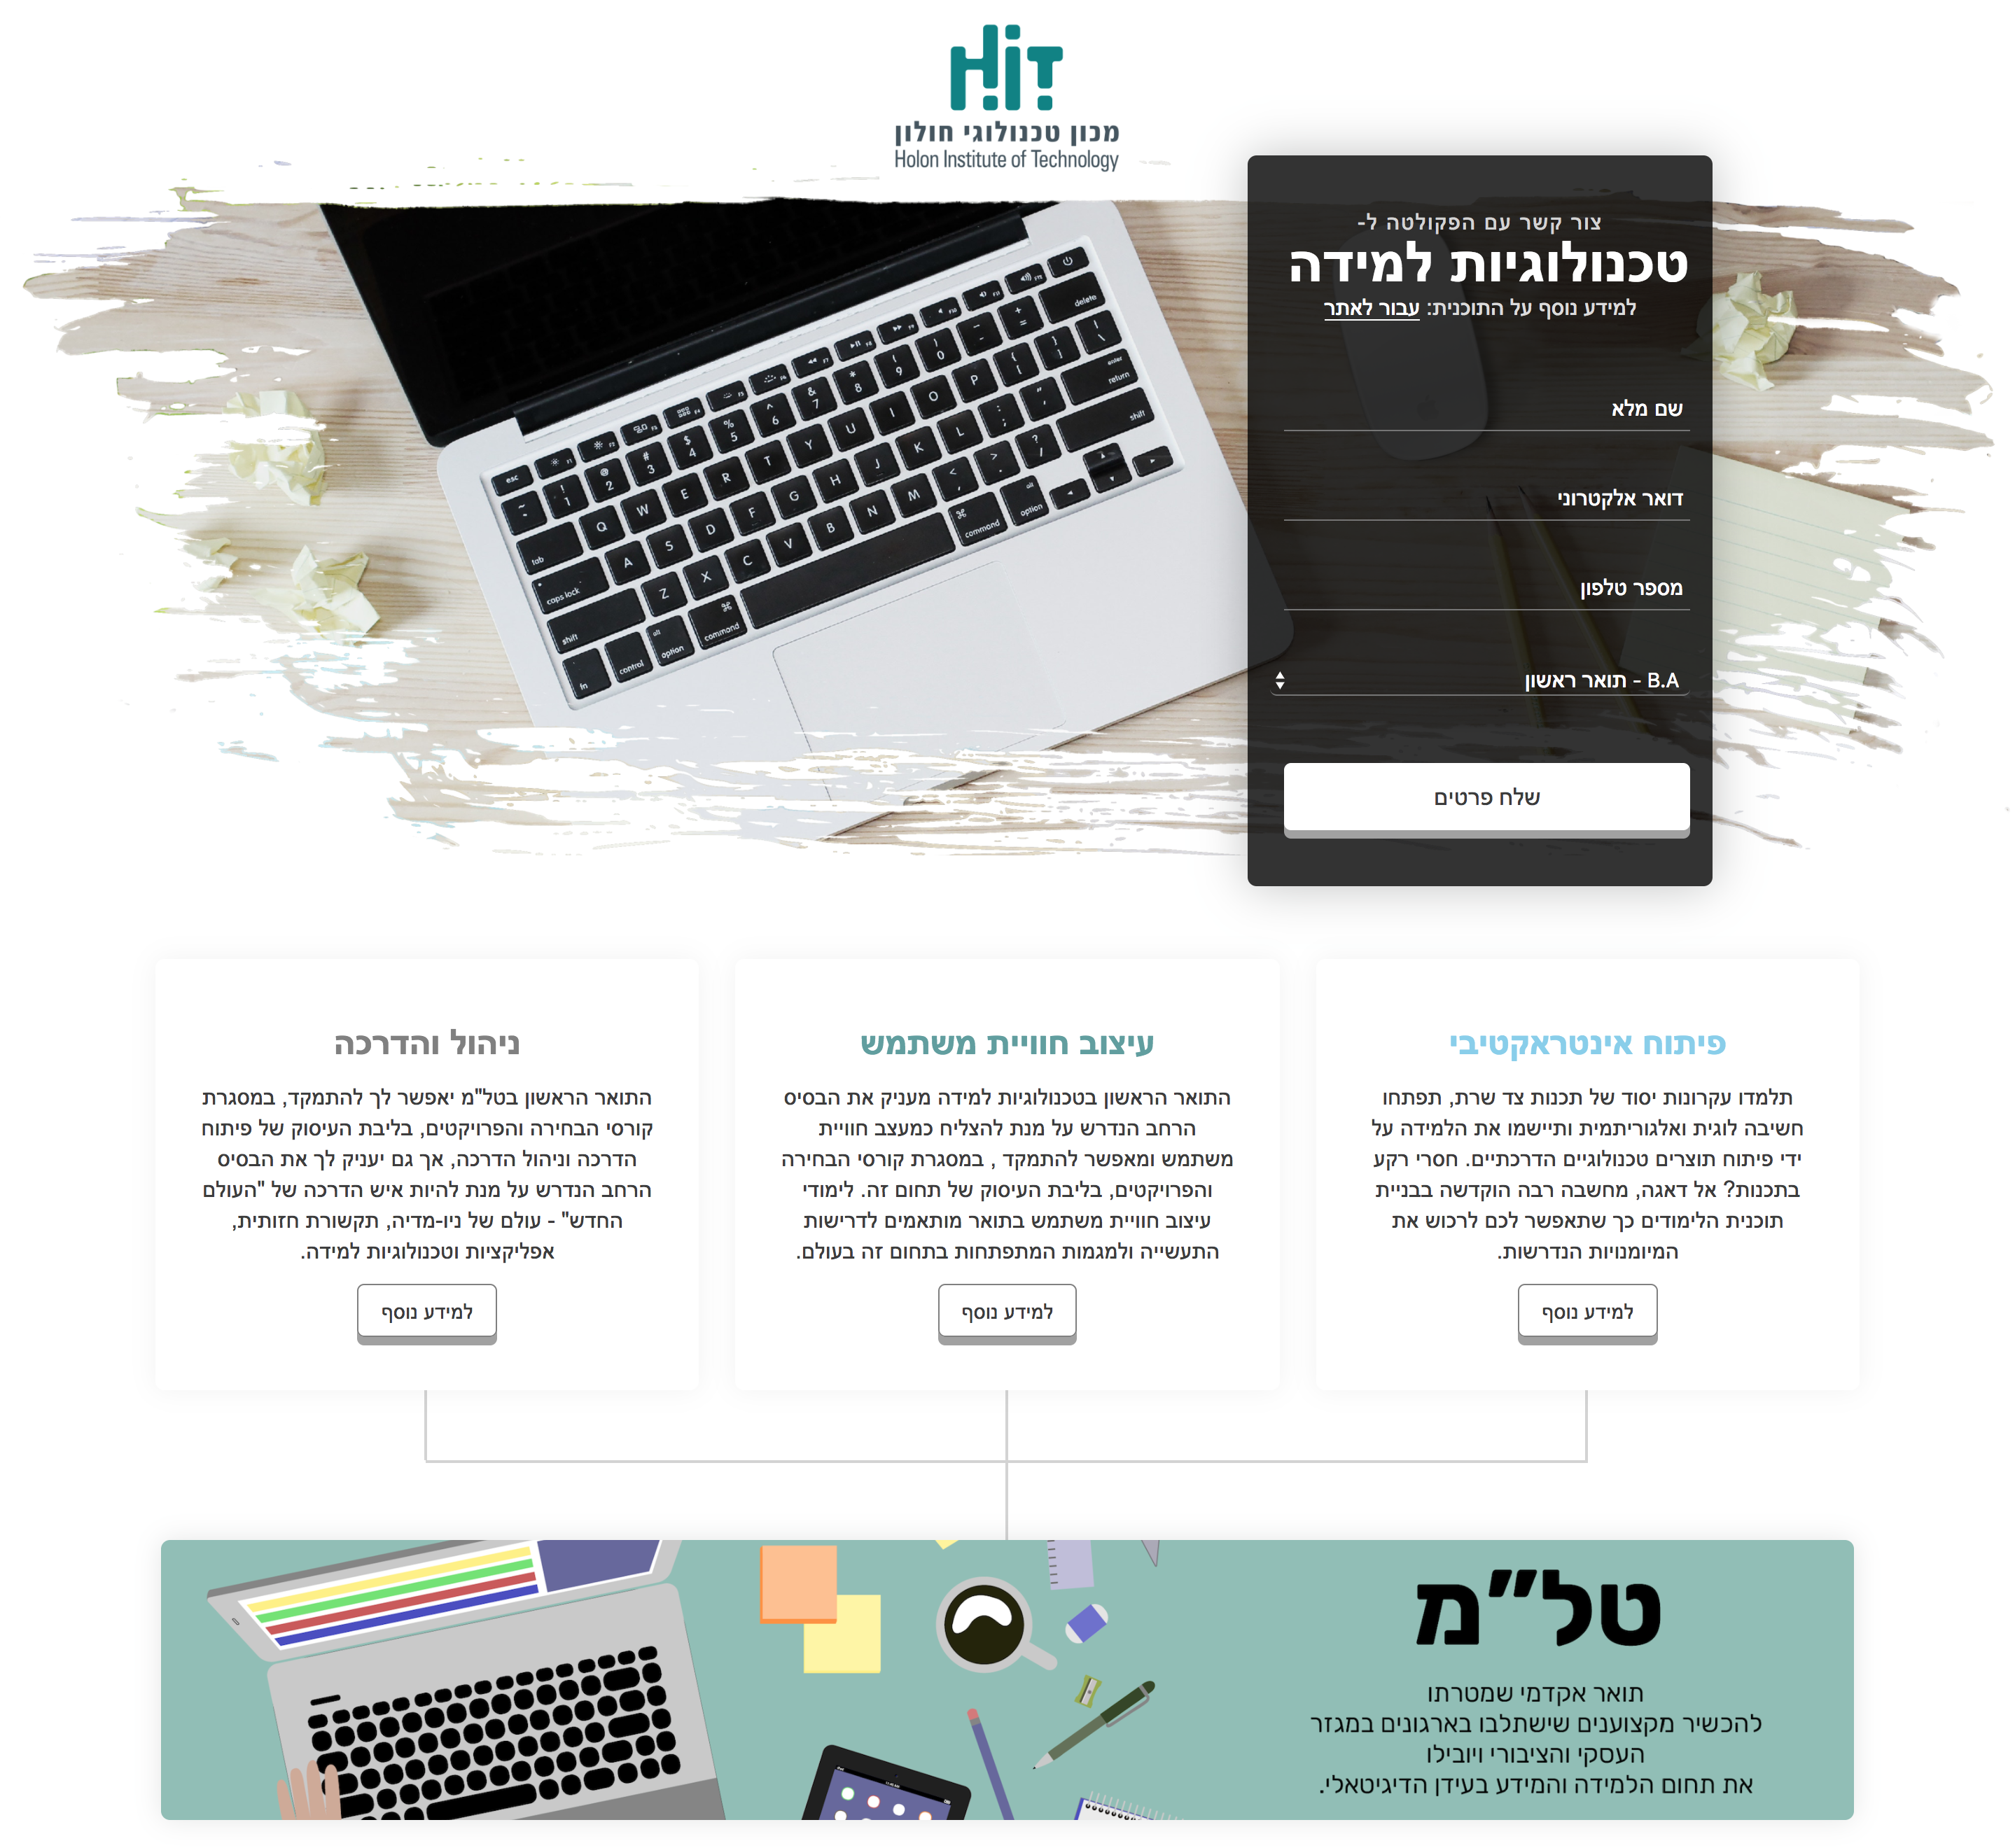 HiT
מכון טכנולוגי חולון
Holon Institute of Technology
צור קשר עם הפקולטה ל-
טכנולוגיות למידה
למידע נוסף על התוכנית: עבור לאתר
שם מלא
דואר אלקטרוני
מספר טלפון
B.A - תואר ראשון
שלח פרטים
פיתוח אינטראקטיבי
תלמדו עקרונות יסוד של תכנות צד שרת, תפתחו
חשיבה לוגית ואלגוריתמית ותיישמו את הלמידה על
ידי פיתוח תוצרים טכנולוגיים הדרכתיים. חסרי רקע
בתכנות? אל דאגה, מחשבה רבה הוקדשה בבניית
תוכנית הלימודים כך שתאפשר לכם לרכוש את
המיומנויות הנדרשות.
למידע נוסף
עיצוב חוויית משתמש
התואר הראשון בטכנולוגיות למידה מעניק את הבסיס
הרחב הנדרש על מנת להצליח כמעצב חוויית
משתמש ומאפשר להתמקד , במסגרת קורסי הבחירה
והפרויקטים, בליבת העיסוק של תחום זה. לימודי
עיצוב חוויית משתמש בתואר מותאמים לדרישות
התעשייה ולמגמות המתפתחות בתחום זה בעולם.
למידע נוסף
ניהול והדרכה
התואר הראשון בטל"מ יאפשר לך להתמקד, במסגרת
קורסי הבחירה והפרויקטים, בליבת העיסוק של פיתוח
הדרכה וניהול הדרכה, אך גם יעניק לך את הבסיס
הרחב הנדרש על מנת להיות איש הדרכה של "העולם
החדש" - עולם של ניו-מדיה, תקשורת חזותית,
אפליקציות וטכנולוגיות למידה.
למידע נוסף
טל"מ
תואר אקדמי שמטרתו
להכשיר מקצוענים שישתלבו בארגונים במגזר
העסקי והציבורי ויובילו
את תחום הלמידה והמידע בעידן הדיגיטאלי.